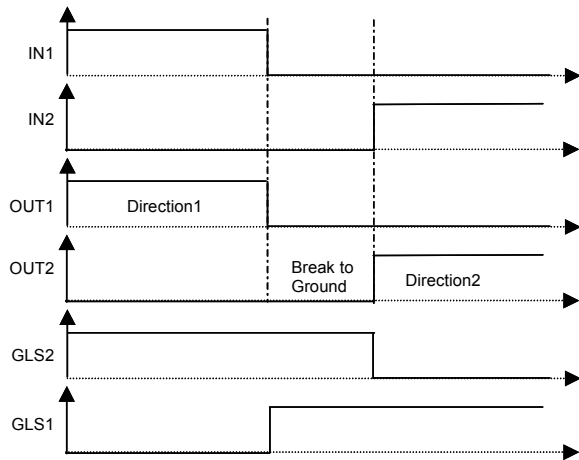 IN1
IN2
OUT1
Direction1
OUT2
Break to
Ground
Direction2
GLS2
GLS1